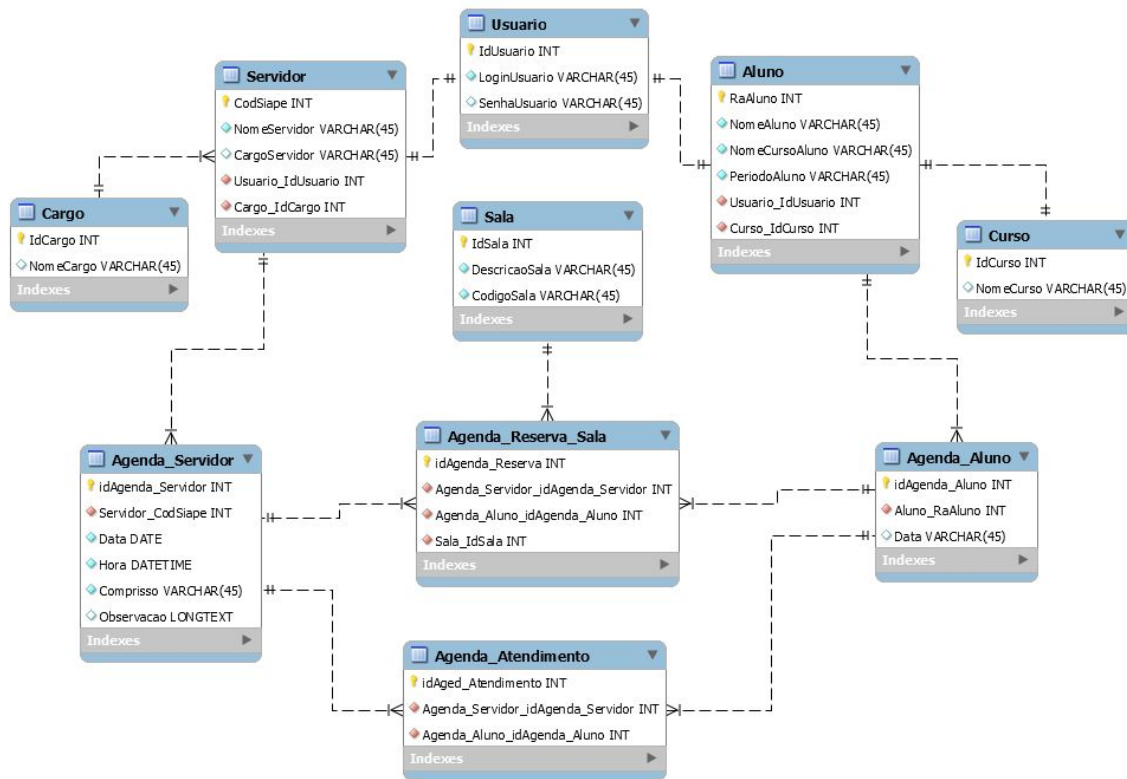 Usuario
IdUsuario INT
LoginUsuario VARCHAR(45)
SenhaUsuario VARCHAR(45)
Indexes
Servidor
CodSiape INT
NomeServidor VARCHAR(45)
CargoServidor VARCHAR(45)
Usuario_IdUsuario INT
Cargo_IdCargo INT
Indexes
Aluno
RaAluno INT
NomeAluno VARCHAR(45)
NomeCursoAluno VARCHAR(45)
PeriodoAluno VARCHAR(45)
Usuario_IdUsuario INT
Curso_IdCurso INT
Indexes
Cargo
IdCargo INT
NomeCargo VARCHAR(45)
Indexes
Sala
IdSala INT
DescricaoSala VARCHAR(45)
CodigoSala VARCHAR(45)
Indexes
Curso
IdCurso INT
NomeCurso VARCHAR(45)
Indexes
Agenda_Servidor
idAgenda_Servidor INT
Servidor_CodSiape INT
Data DATE
Hora DATETIME
Comprisso VARCHAR(45)
Observacao LONGTEXT
Indexes
Agenda_Reserva_Sala
idAgenda_Reserva INT
Agenda_Servidor_idAgenda_Servidor INT
Agenda_Aluno_idAgenda_Aluno INT
Sala_IdSala INT
Indexes
Agenda_Aluno
idAgenda_Aluno INT
Aluno_RaAluno INT
Data VARCHAR(45)
Indexes
Agenda_Atendimento
idAged_Atendimento INT
Agenda_Servidor_idAgenda_Servidor INT
Agenda_Aluno_idAgenda_Aluno INT
Indexes